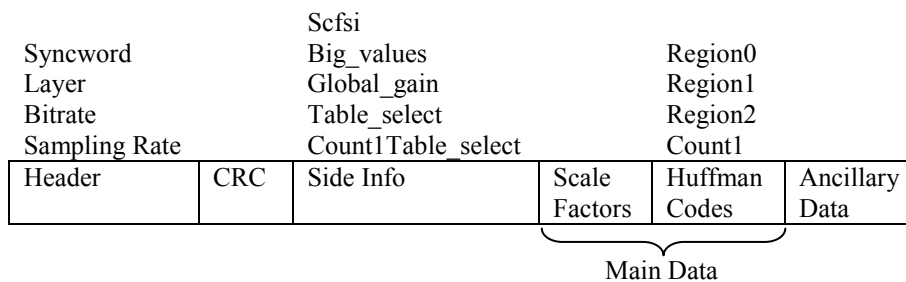 Scfsi
Syncword Big_values Region0
Layer Global_gain Region1
Bitrate Table_select Region2
Sampling Rate Count1Table_select Count1
Header CRC Side Info Scale Huffman Ancillary
Factors Codes Data
Main Data